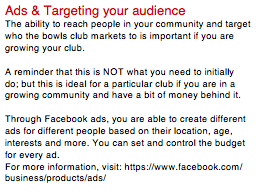 Ads & Targeting your audience
The ability to reach people in your community and target
who the bowls club markets to is important if you are
growing your club.
A reminder that this is NOT what you need to initially
do; but this is ideal for a particular club if you are in a
growing community and have a bit of money behind it.
Through Facebook ads, you are able to create different
ads for different people based on their location, age,
interests and more. You can set and control the budget
for every ad.
For more information, visit: https://www.facebook.com/
business/products/ads/